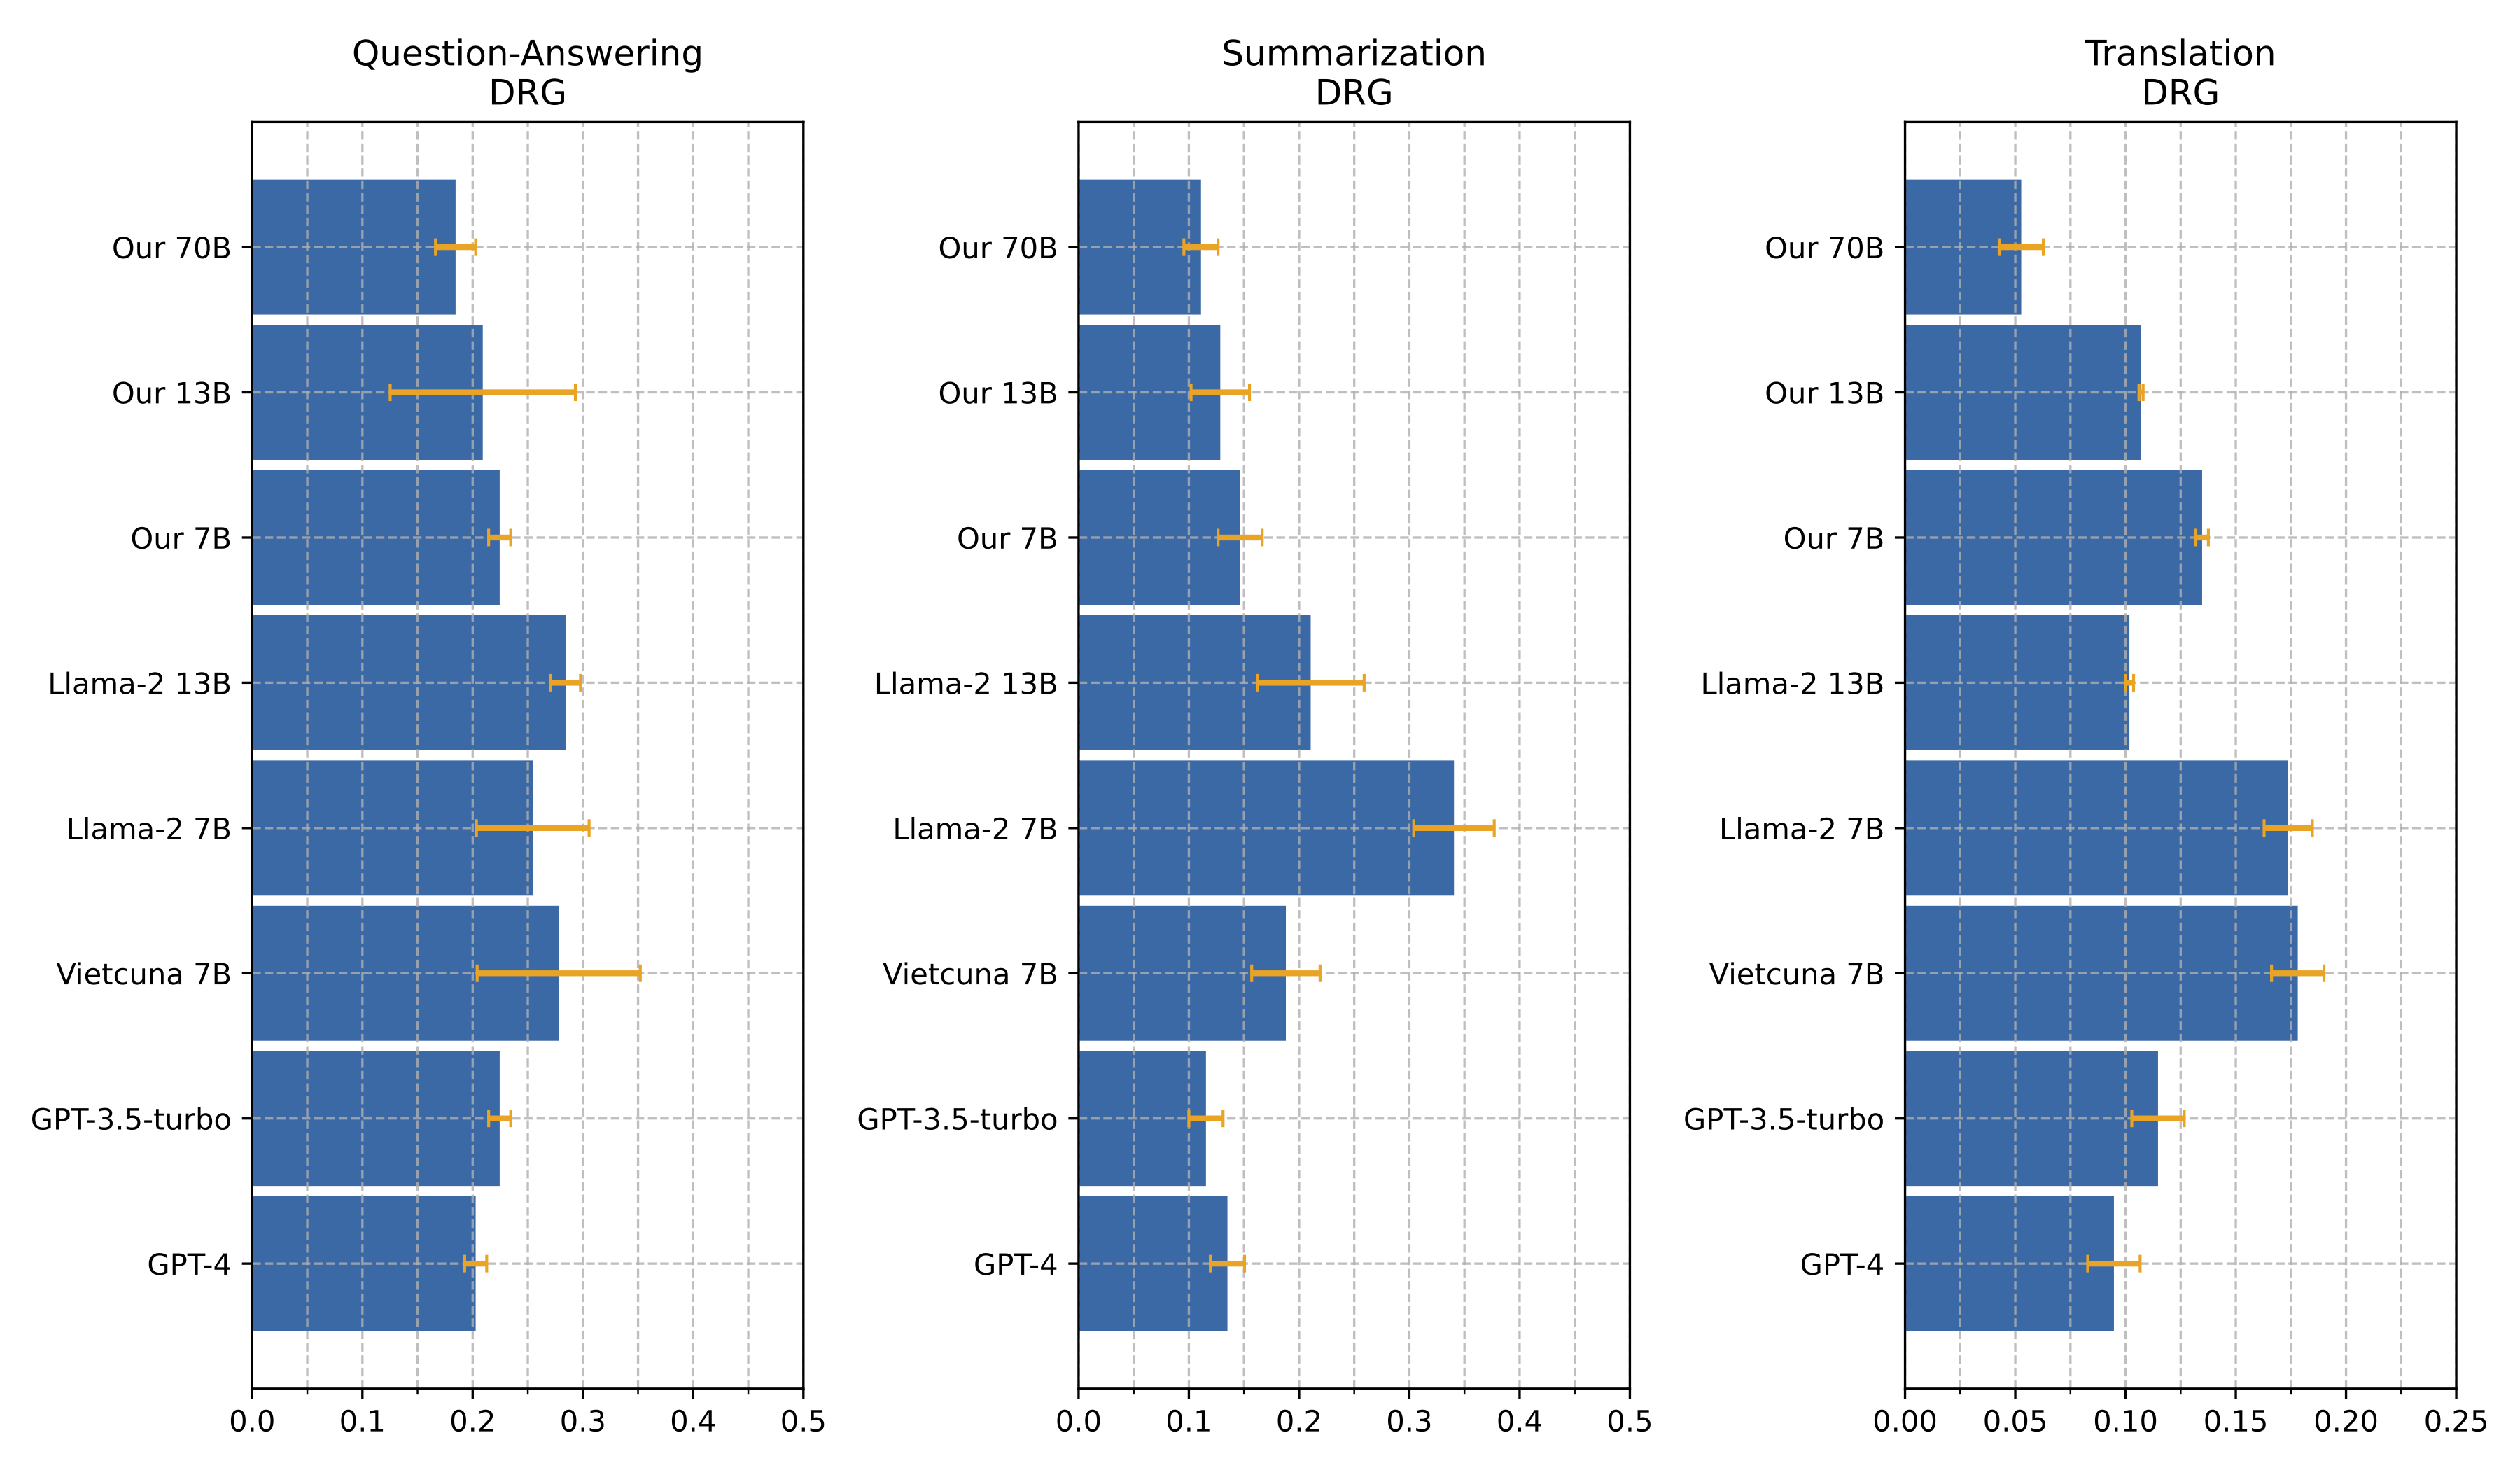 Question-Answering
DRG
Our 70B
Our 13B
Our 7B
Llama-2 13B
Llama-2 7B
Vietcuna 7B
GPT-3.5-turbo
GPT-4
0.0 0.1 0.2 0.3 0.4 0.5
Summarization
DRG
Our 70B
Our 13B
Our 7B
Llama-2 13B
Llama-2 7B
Vietcuna 7B
GPT-3.5-turbo
GPT-4
0.0 0.1 0.2 0.3 0.4 0.5
Translation
DRG
Our 70B
Our 13B
Our 7B
Llama-2 13B
Llama-2 7B
Vietcuna 7B
GPT-3.5-turbo
GPT-4
0.00 0.05 0.10 0.15 0.20 0.25